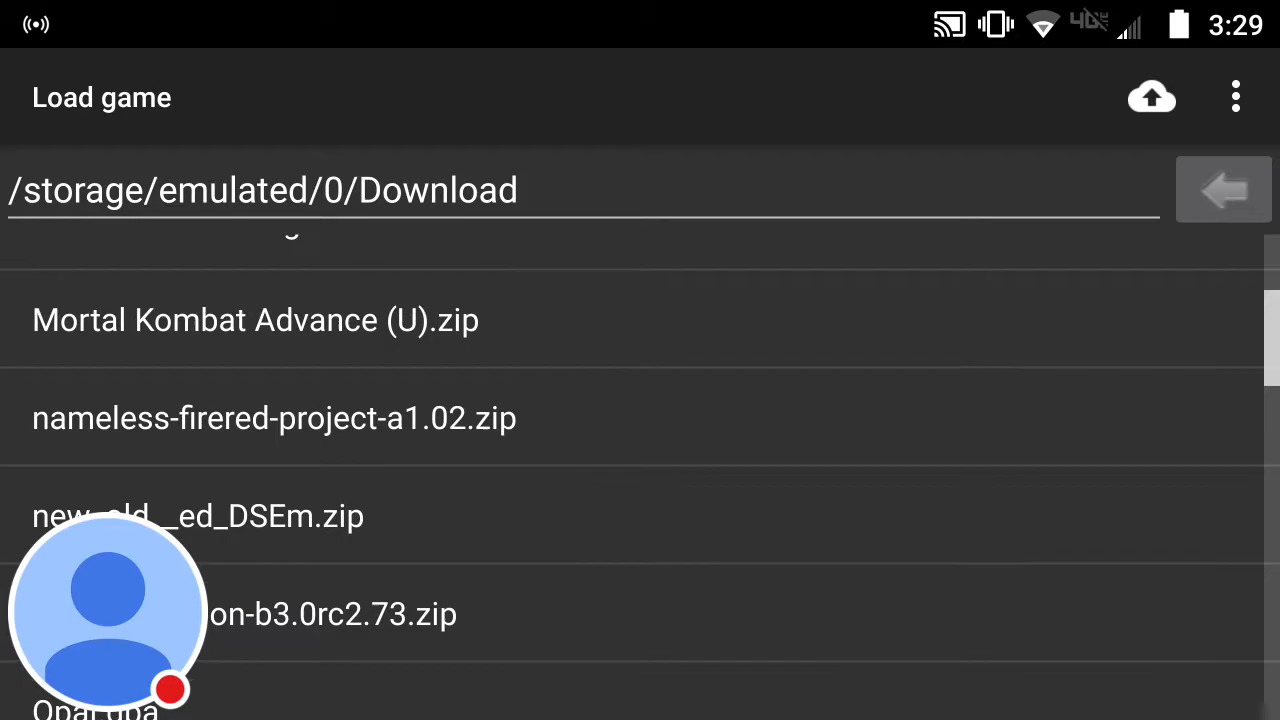 3:29
Load game
/storage/emulated/0/Download
Mortal Kombat Advance (U).zip
nameless-firered-project-a1.02.zip
_ed_DSEm.zip
on-b3.0rc2.73.zip